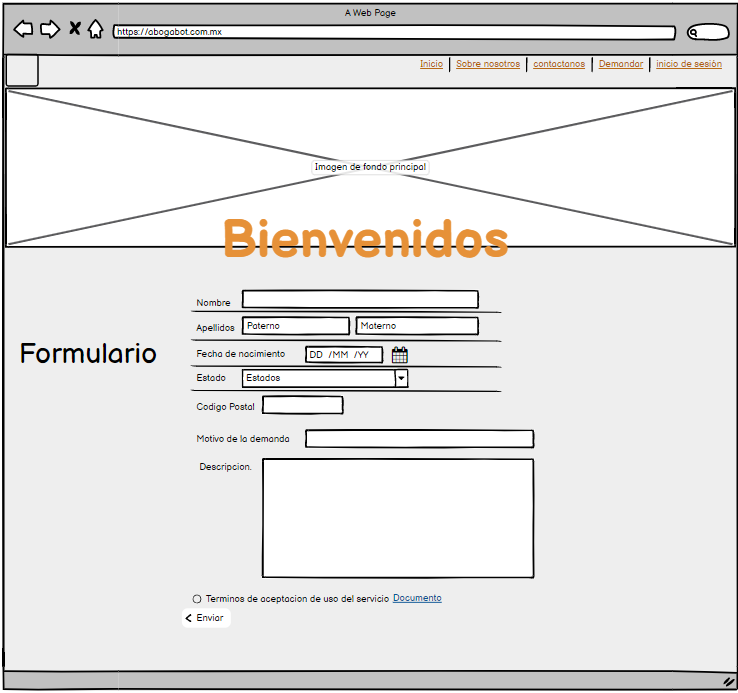 A Web Page
https://abogabot.com.mx
Inicio | Sobre nosotros | contactanos | Demandar | inicio de sesión
Imagen de fondo principal
Bienvenidos
Nombre
Apellidos Paterno Materno
Formulario
Fecha de nacimiento DD /MM /YY
Estado Estados
Codigo Postal
Motivo de la demanda
Descripcion.
Terminos de aceptacion de uso del servicio Documento
Enviar